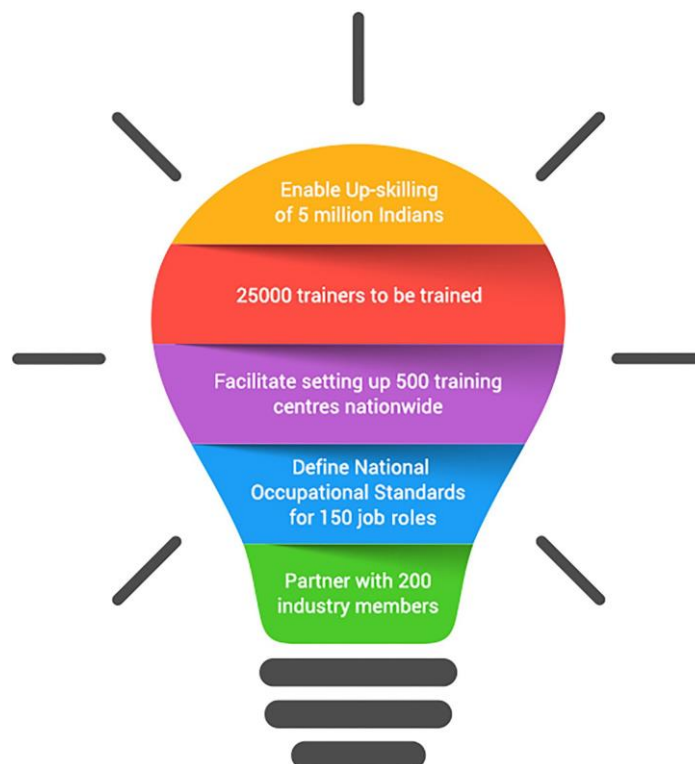 Enable Up-skilling
of 5 million Indians
25000 trainers to be trained
Facilitate setting up 500 training
centres nationwide
Define National
Occupational Standards
for 150 job roles
Partner with 200
industry members